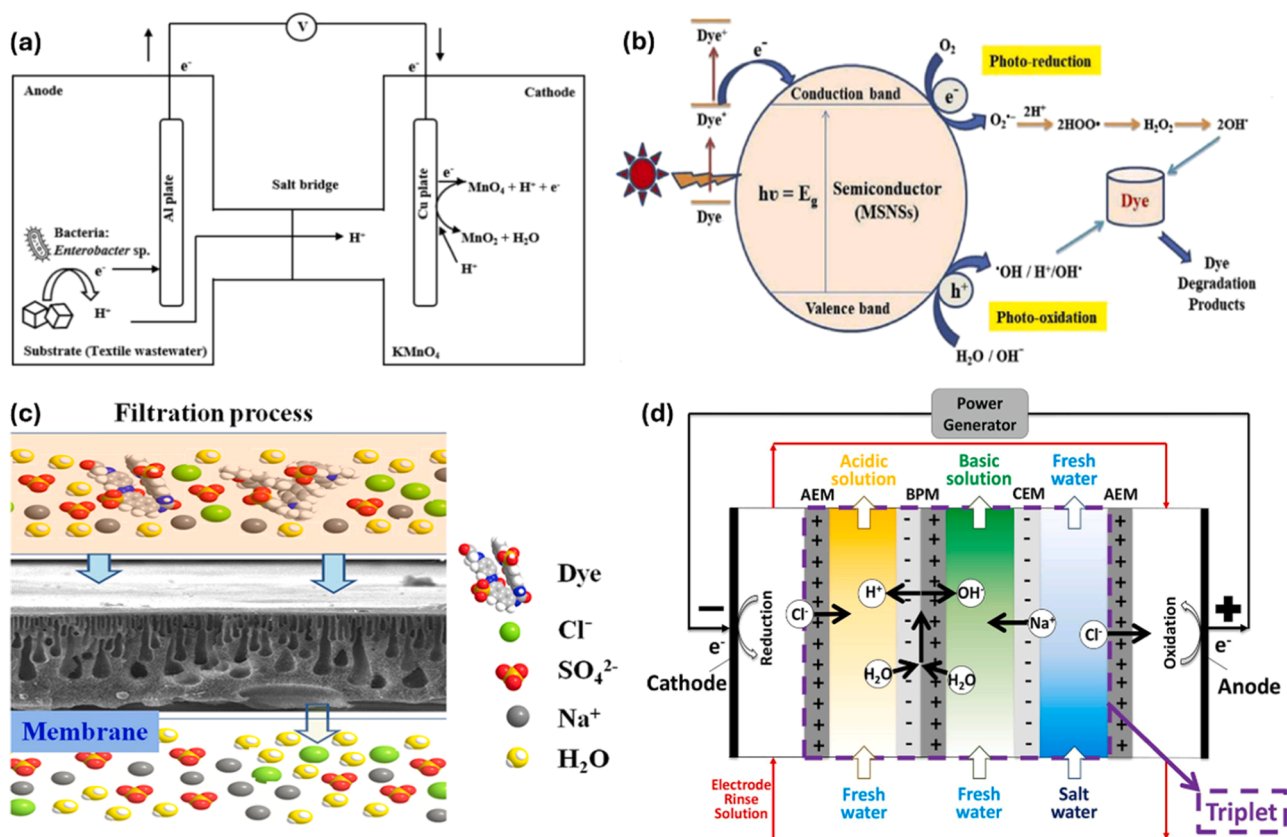 (a)
V
e⁻
e⁻
Anode
Cathode
Al plate
Salt bridge
Cu plate
e⁻
MnO₄ + H⁺ + e⁻
MnO₂ + H₂O
H⁺
H⁺
Bacteria:
Enterobacter sp.
e⁻
H⁺
Substrate (Textile wastewater)
KMnO₄
(b)
Dye⁺
e⁻
Dye*
Dye
Conduction band
hυ = Eg
Semiconductor
(MSNSs)
Valence band
O₂
Photo-reduction
e⁻
O₂•⁻
2H⁺
2HOO•
H₂O₂
2OH•
Dye
•OH / H⁺/OH•
h⁺
Dye
Degradation
Products
Photo-oxidation
H₂O / OH⁻
(c)
Filtration process
Membrane
Dye
Cl⁻
SO₄²⁻
Na⁺
H₂O
(d)
Power
Generator
Acidic
solution
Basic
solution
Fresh
water
AEM
BPM
CEM
AEM
+ + + + + + + + + + +
- - - - - - - - - -
+ + + + + + + + + + +
- - - - - - - - - -
+ + + + + + + + + + +
−
+
Reduction
H⁺
OH⁻
Cl⁻
Na⁺
Cl⁻
Oxidation
e⁻
e⁻
H₂O
H₂O
Cathode
Anode
Electrode
Rinse
Solution
Fresh
water
Fresh
water
Salt
water
Triplet